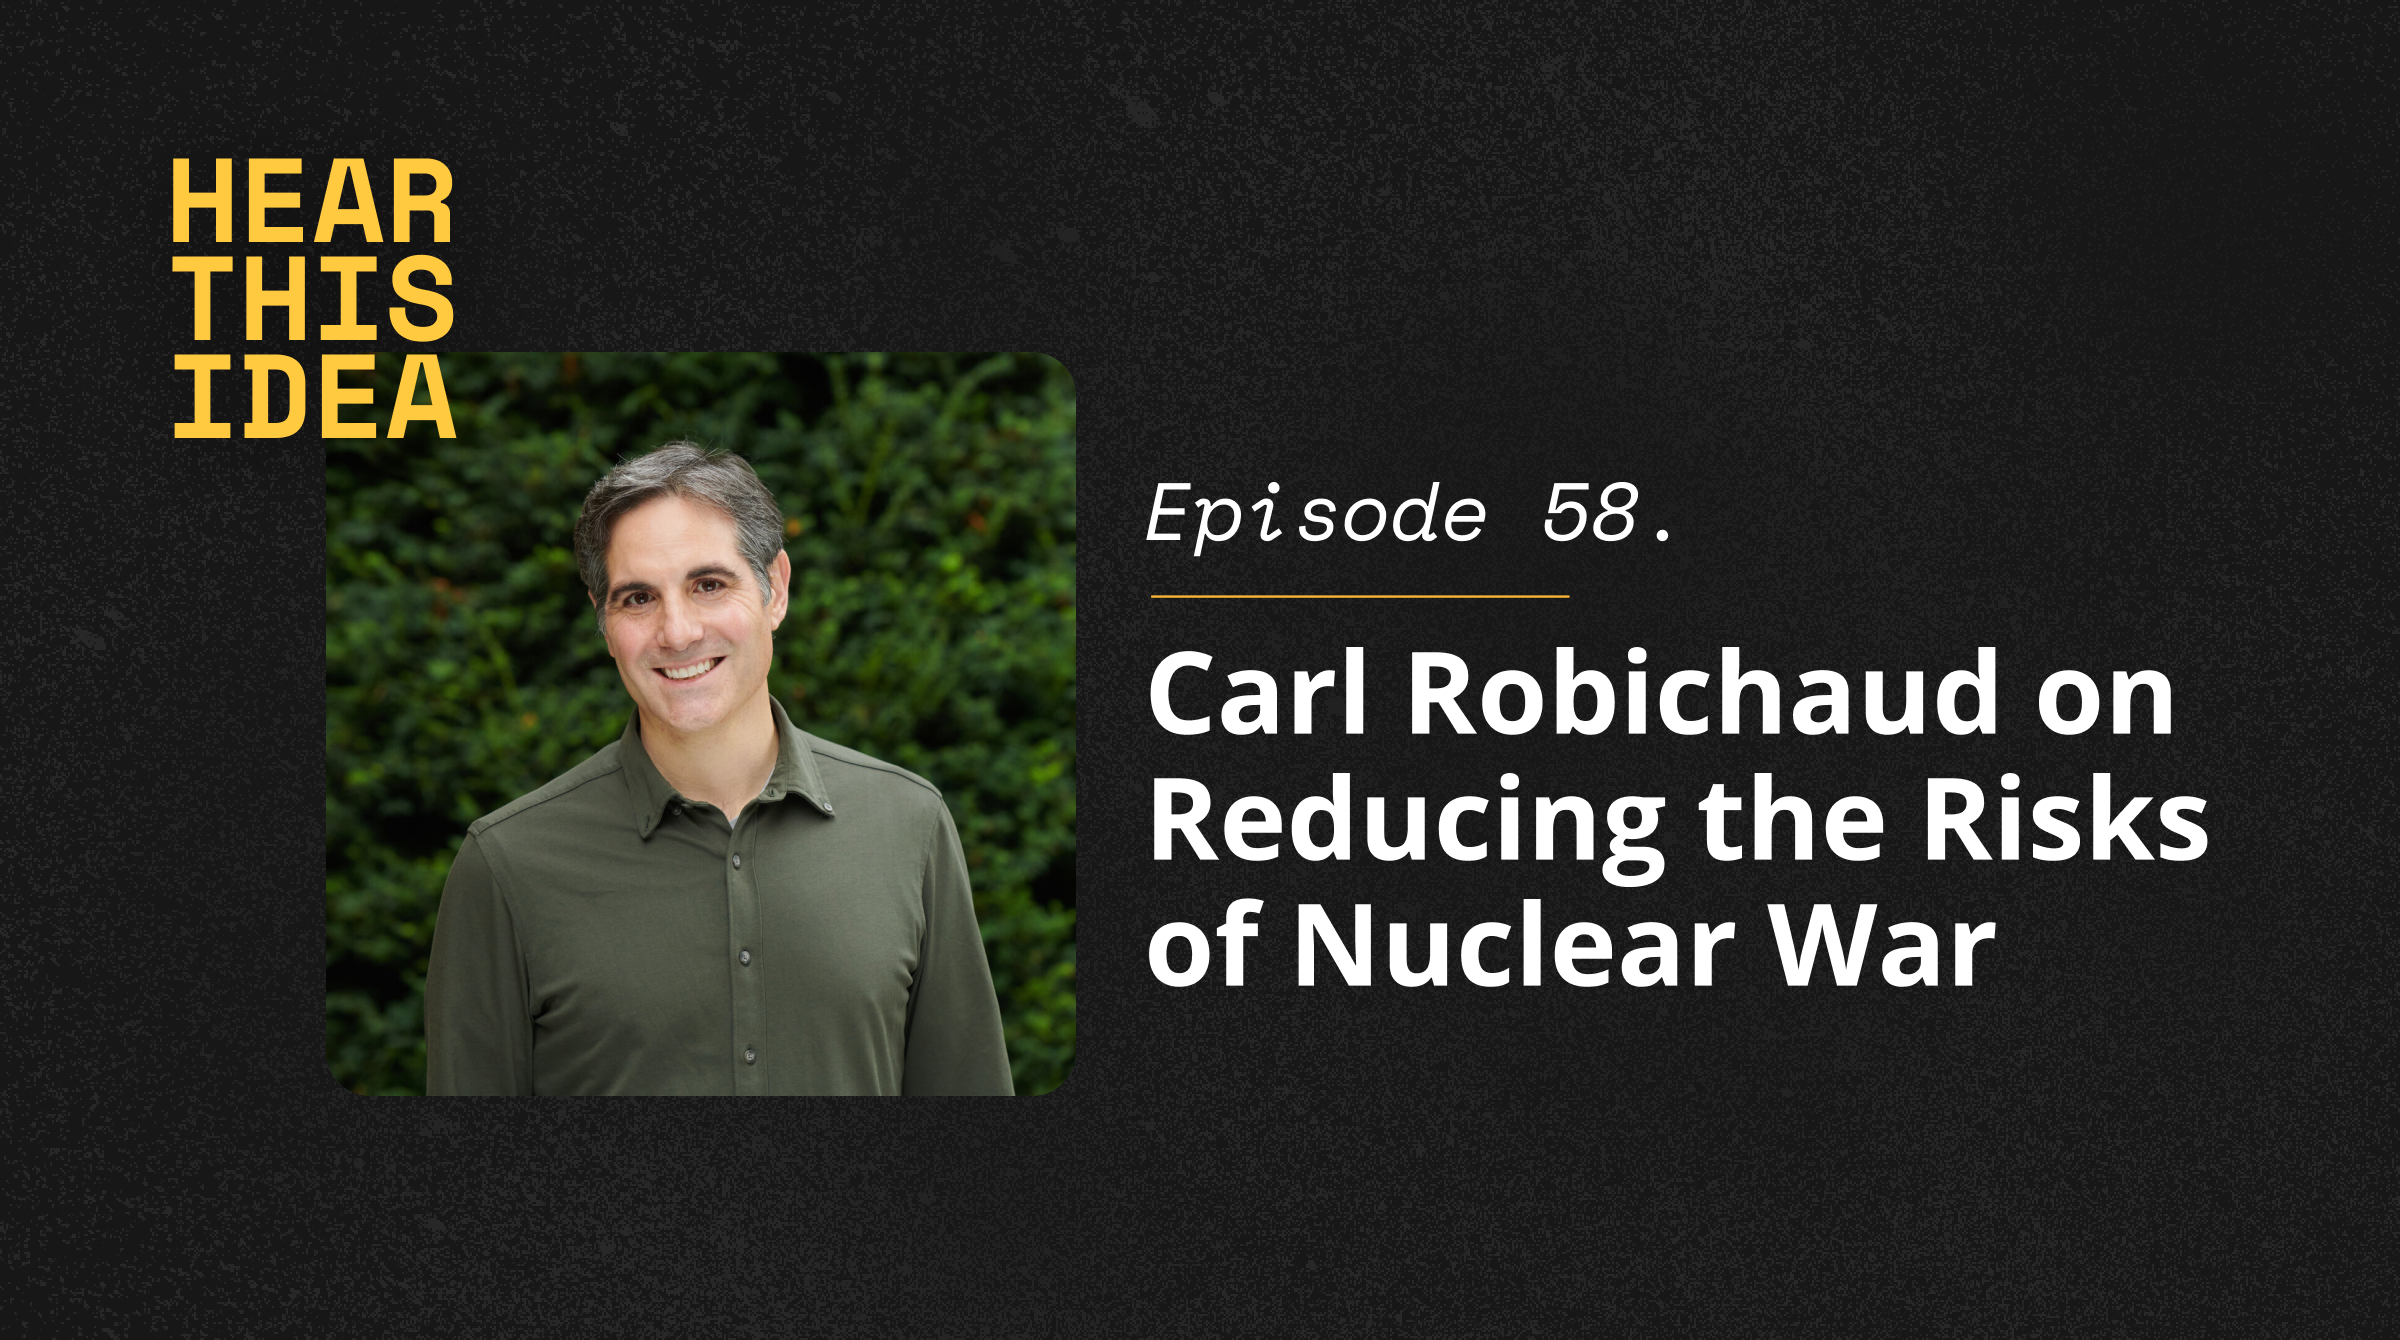 HEAR
THIS
IDEA
Episode 58.
Carl Robichaud on
Reducing the Risks
of Nuclear War